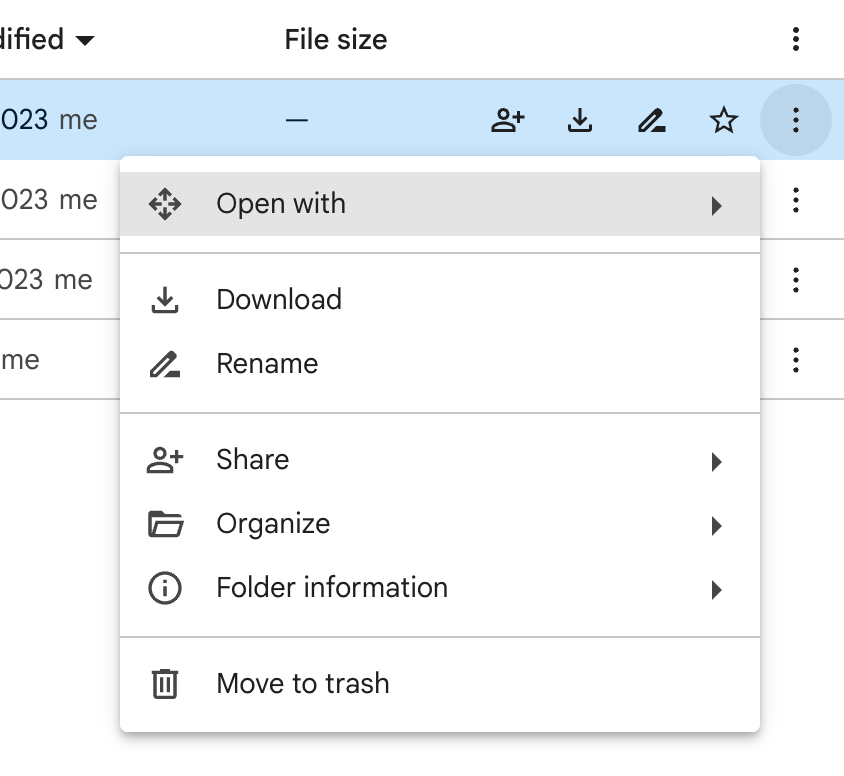 dified File size
023 me —
Open with
023 me
Download
023 me
Rename
me
Share
Organize
Folder information
Move to trash